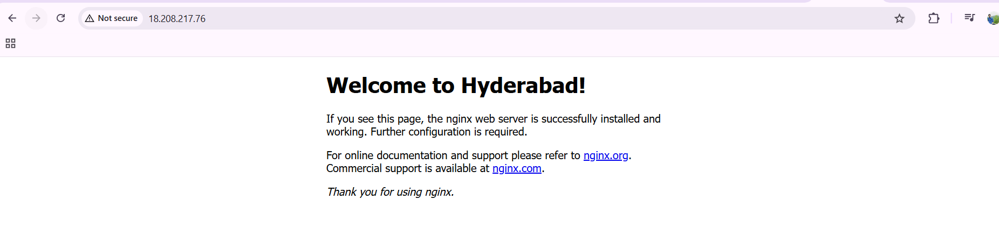 Not secure
18.208.217.76
Welcome to Hyderabad!
If you see this page, the nginx web server is successfully installed and
working. Further configuration is required.
For online documentation and support please refer to nginx.org.
Commercial support is available at nginx.com.
Thank you for using nginx.